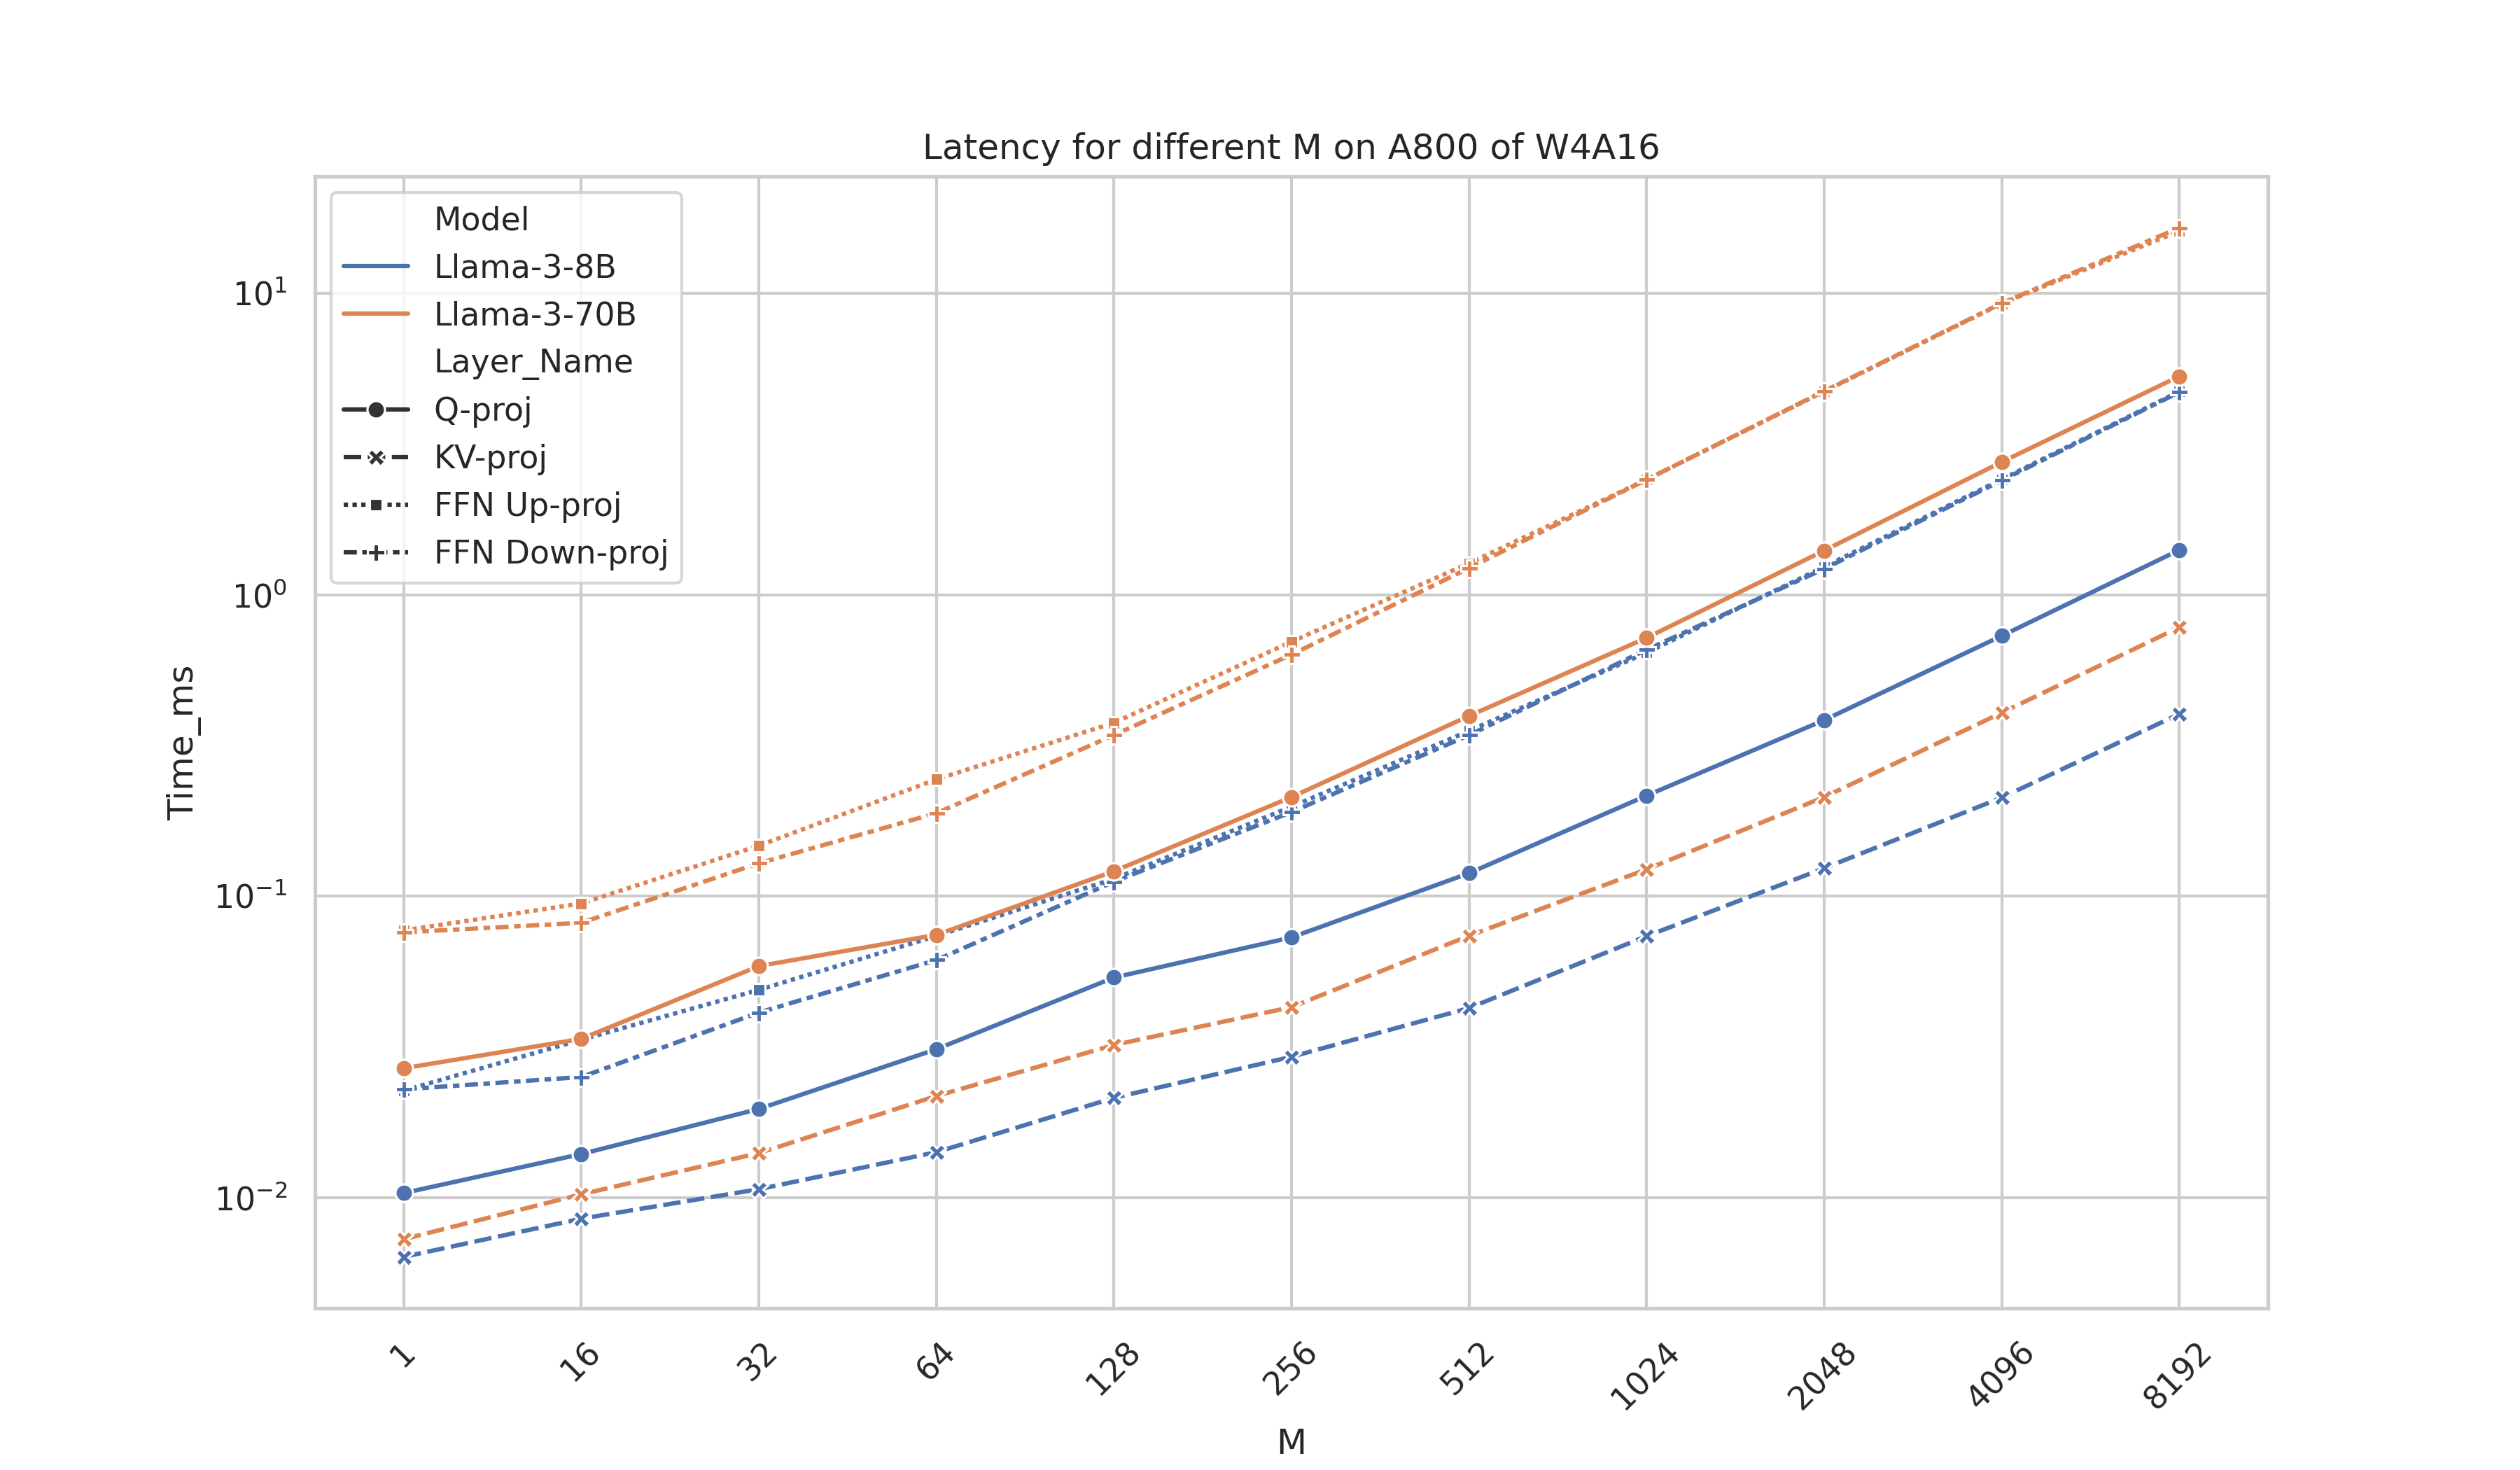 Latency for different M on A800 of W4A16
Model
Llama-3-8B
Llama-3-70B
Layer_Name
Q-proj
KV-proj
FFN Up-proj
FFN Down-proj
10¹
10⁰
10⁻¹
10⁻²
Time_ms
1 16 32 64 128 256 512 1024 2048 4096 8192
M